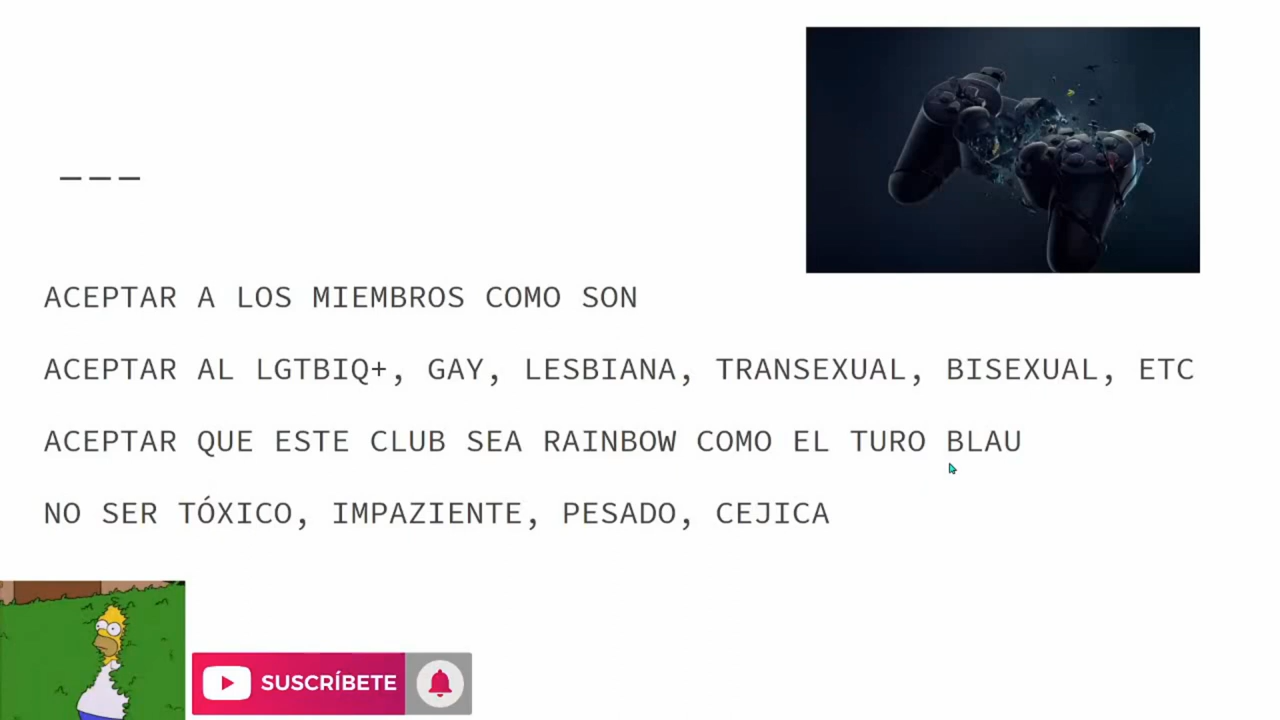 ---
ACEPTAR A LOS MIEMBROS COMO SON
ACEPTAR AL LGTBIQ+, GAY, LESBIANA, TRANSEXUAL, BISEXUAL, ETC
ACEPTAR QUE ESTE CLUB SEA RAINBOW COMO EL TURO BLAU
NO SER TÓXICO, IMPAZIENTE, PESADO, CEJICA
SUSCRÍBETE